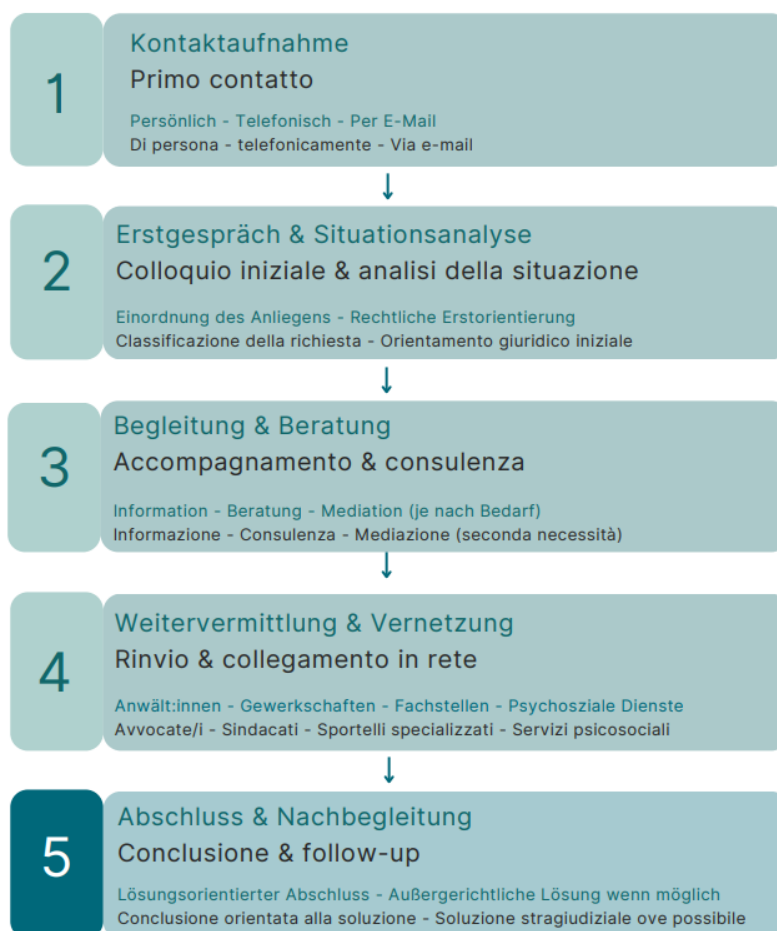 1
Kontaktaufnahme
Primo contatto
Persönlich - Telefonisch - Per E-Mail
Di persona - telefonicamente - Via e-mail
2
Erstgespräch & Situationsanalyse
Colloquio iniziale & analisi della situazione
Einordnung des Anliegens - Rechtliche Erstorientierung
Classificazione della richiesta - Orientamento giuridico iniziale
3
Begleitung & Beratung
Accompagnamento & consulenza
Information - Beratung - Mediation (je nach Bedarf)
Informazione - Consulenza - Mediazione (seconda necessità)
4
Weitervermittlung & Vernetzung
Rinvio & collegamento in rete
Anwält:innen - Gewerkschaften - Fachstellen - Psychosziale Dienste
Avvocate/i - Sindacati - Sportelli specializzati - Servizi psicosociali
5
Abschluss & Nachbegleitung
Conclusione & follow-up
Lösungsorientierter Abschluss - Außergerichtliche Lösung wenn möglich
Conclusione orientata alla soluzione - Soluzione stragiudiziale ove possibile